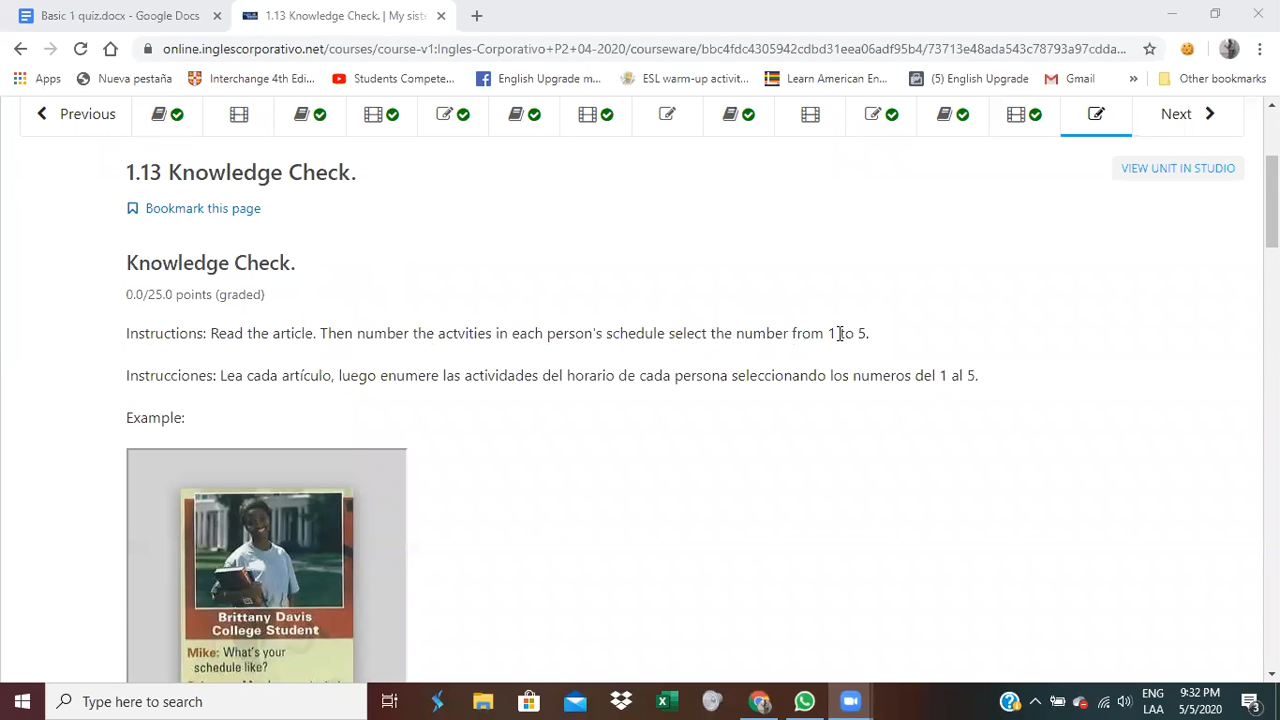 Basic 1 quiz.docx - Google Docs
1.13 Knowledge Check. | My sist
online.inglescorporativo.net/courses/course-v1:Ingles-Corporativo+P2+04-2020/courseware/bbc4fdc4305942cdbd31eea06adf95b4/73713e48ada543c78793a97cdda...
Apps Nueva pestaña Interchange 4th Edi... Students Compete... English Upgrade m... ESL warm-up activit... Learn American En... (5) English Upgrade Gmail » Other bookmarks
Previous
Next
1.13 Knowledge Check.
VIEW UNIT IN STUDIO
Bookmark this page
Knowledge Check.
0.0/25.0 points (graded)
Instructions: Read the article. Then number the actvities in each person's schedule select the number from 1 to 5.
Instrucciones: Lea cada artículo, luego enumere las actividades del horario de cada persona seleccionando los numeros del 1 al 5.
Example:
Brittany Davis
College Student
Mike: What's your
schedule like?
Type here to search
ENG
LAA
9:32 PM
5/5/2020
3